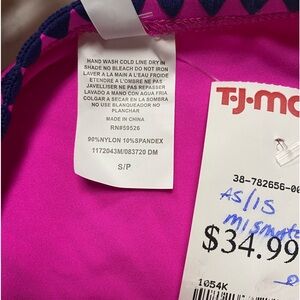 HAND WASH COLD LINE DRY IN
SHADE NO BLEACH DO NOT IRON
LAVER A LA MAIN A L'EAU FROIDE
ETENDRE A L'OMBRE NE PAS
JAVELLISER NE PAS REPASSER
LAVAR A MANO CON AGUA FRIA
COLGAR A SECAR EN LA SOMBRA
NO USE BLANQUEADOR NO
PLANCHAR
MADE IN CHINA
RN#59526
90%NYLON 10%SPANDEX
1172043M/083720 DM
S/P
T·J·ma
38-782656-00
AS/IS
mismatc
$34.99
1054K